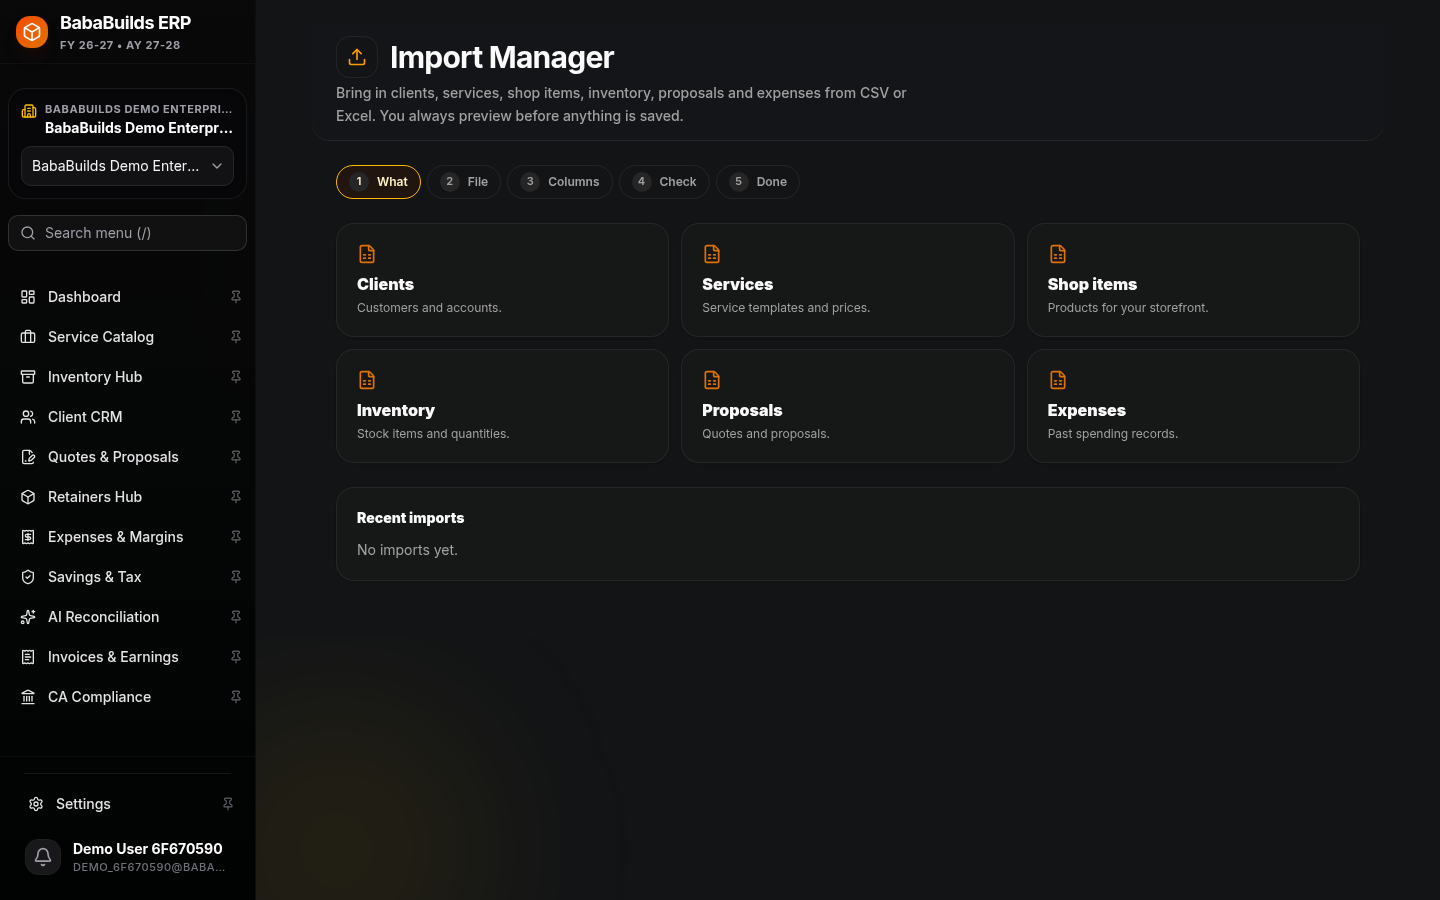 BabaBuilds ERP
FY 26-27 • AY 27-28
BABABUILDS DEMO ENTERPRI...
BabaBuilds Demo Enterpr...
BabaBuilds Demo Enter...
Search menu (/)
Dashboard
Service Catalog
Inventory Hub
Client CRM
Quotes & Proposals
Retainers Hub
Expenses & Margins
Savings & Tax
AI Reconciliation
Invoices & Earnings
CA Compliance
Settings
Demo User 6F670590
DEMO_6F670590@BABA...
Import Manager
Bring in clients, services, shop items, inventory, proposals and expenses from CSV or
Excel. You always preview before anything is saved.
1 What
2 File
3 Columns
4 Check
5 Done
Clients
Customers and accounts.
Services
Service templates and prices.
Shop items
Products for your storefront.
Inventory
Stock items and quantities.
Proposals
Quotes and proposals.
Expenses
Past spending records.
Recent imports
No imports yet.